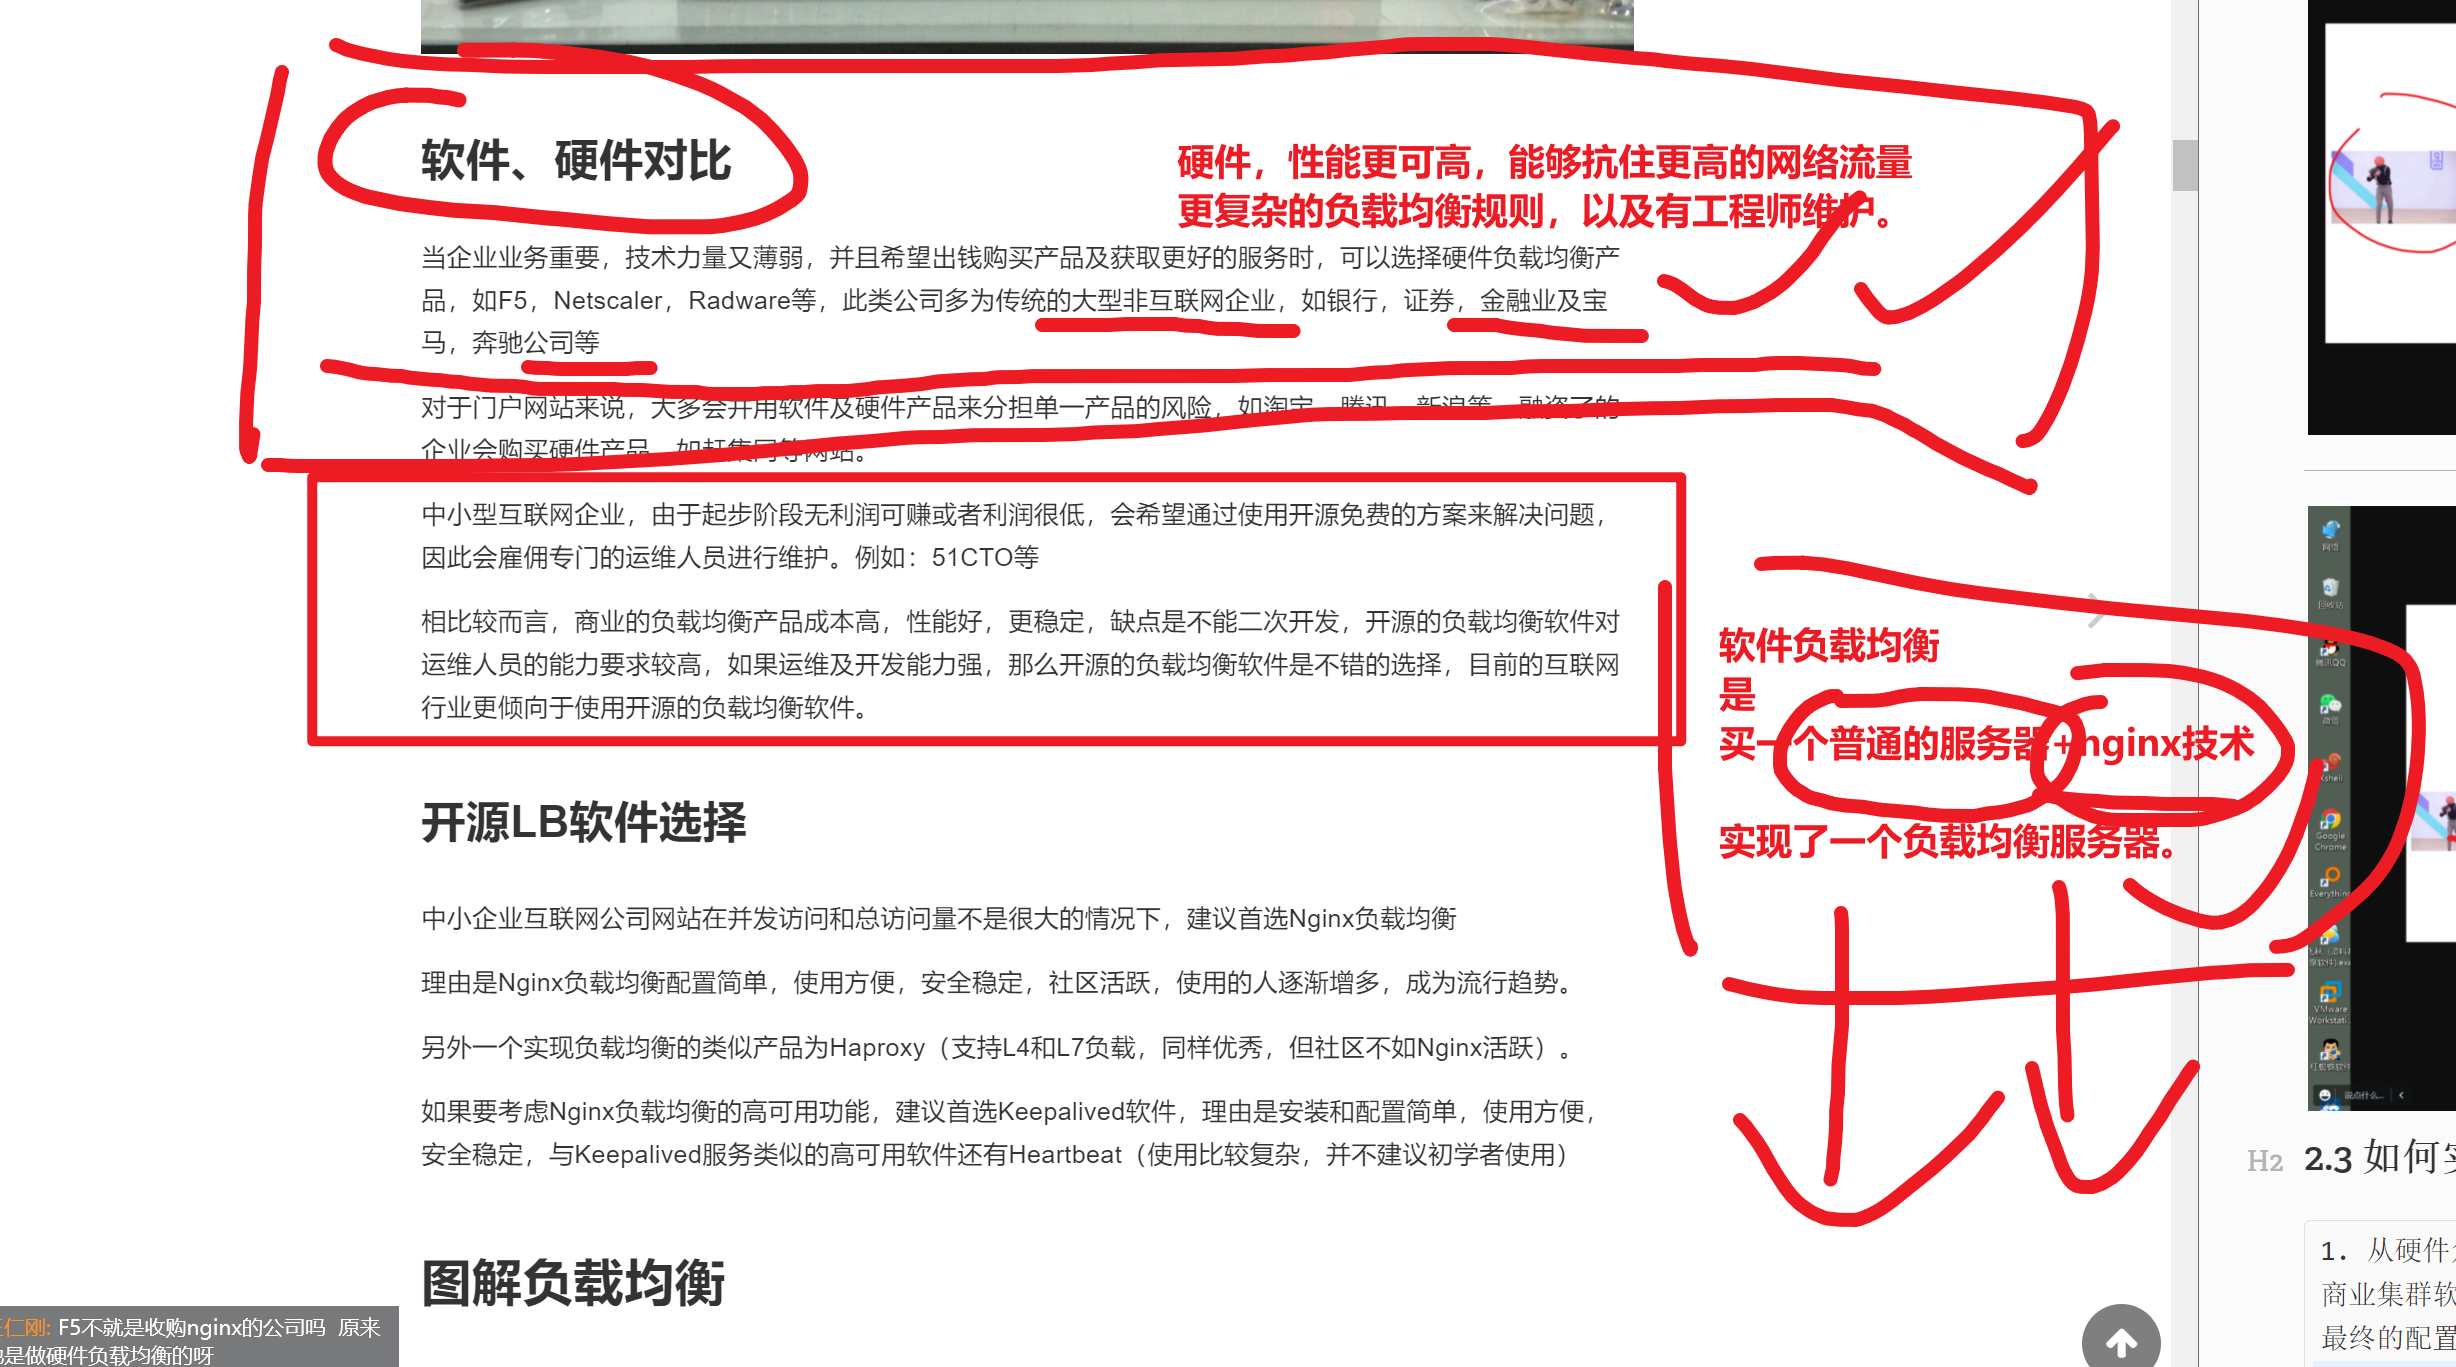 软件、硬件对比
硬件，性能更可高，能够抗住更高的网络流量
更复杂的负载均衡规则，以及有工程师维护。
当企业业务重要，技术力量又薄弱，并且希望出钱购买产品及获取更好的服务时，可以选择硬件负载均衡产
品，如F5，Netscaler，Radware等，此类公司多为传统的大型非互联网企业，如银行，证券，金融业及宝
马，奔驰公司等
对于门户网站来说，大多会并用软件及硬件产品来分担单一产品的风险，如淘宝，腾讯，新浪等。融资了的
企业会购买硬件产品，如赶集网等网站。
中小型互联网企业，由于起步阶段无利润可赚或者利润很低，会希望通过使用开源免费的方案来解决问题，
因此会雇佣专门的运维人员进行维护。例如：51CTO等
相比较而言，商业的负载均衡产品成本高，性能好，更稳定，缺点是不能二次开发，开源的负载均衡软件对
运维人员的能力要求较高，如果运维及开发能力强，那么开源的负载均衡软件是不错的选择，目前的互联网
行业更倾向于使用开源的负载均衡软件。
软件负载均衡
是
买一个普通的服务器+nginx技术
实现了一个负载均衡服务器。
开源LB软件选择
中小企业互联网公司网站在并发访问和总访问量不是很大的情况下，建议首选Nginx负载均衡
理由是Nginx负载均衡配置简单，使用方便，安全稳定，社区活跃，使用的人逐渐增多，成为流行趋势。
另外一个实现负载均衡的类似产品为Haproxy（支持L4和L7负载，同样优秀，但社区不如Nginx活跃）。
如果要考虑Nginx负载均衡的高可用功能，建议首选Keepalived软件，理由是安装和配置简单，使用方便，
安全稳定，与Keepalived服务类似的高可用软件还有Heartbeat（使用比较复杂，并不建议初学者使用）
图解负载均衡
仁刚: F5不就是收购nginx的公司吗 原来
是做硬件负载均衡的呀
网络
回收站
腾讯QQ
微信
Xshell
Google
Chrome
Everything
VMware
Workstati...
红蜘蛛软件
说点什么...
H2 2.3 如何
1. 从硬件
商业集群软
最终的配置